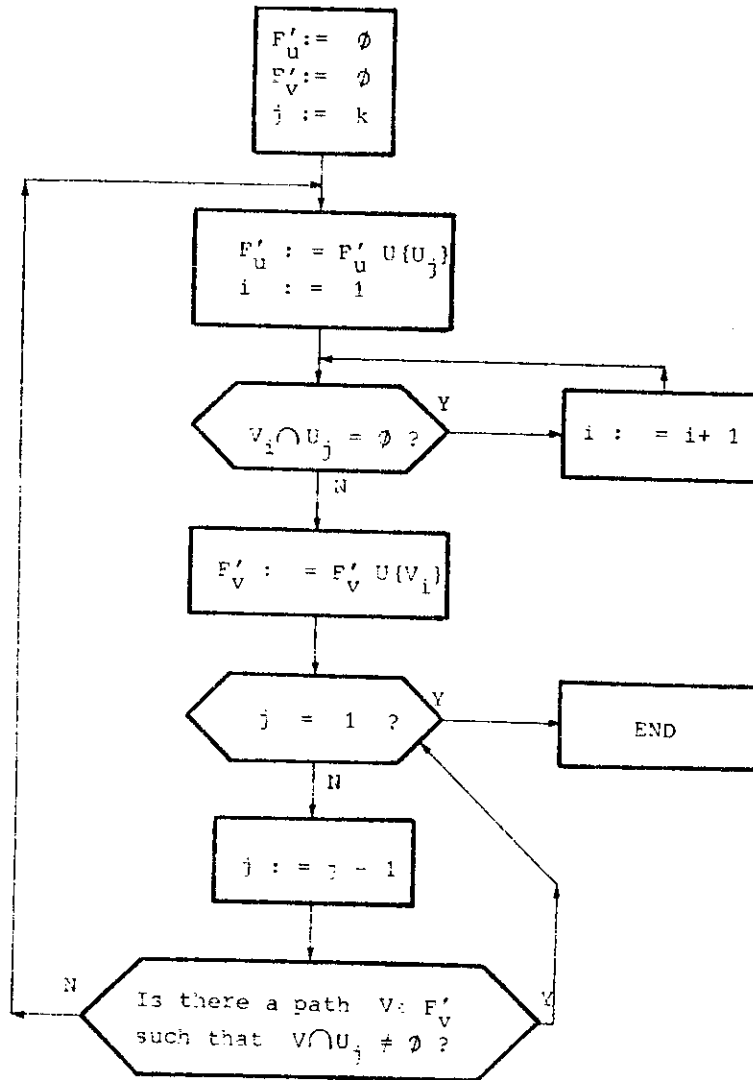 F'u := ∅
F'v := ∅
j := k
F'u : = F'u U{Uj}
i : = 1
Vi ∩ Uj = ∅ ?
Y
i : = i+ 1
N
F'v : = F'v U{Vi}
j = 1 ?
Y
END
N
j : = j - 1
N
Is there a path V∈ F'v
such that V∩Uj ≠ ∅ ?
Y